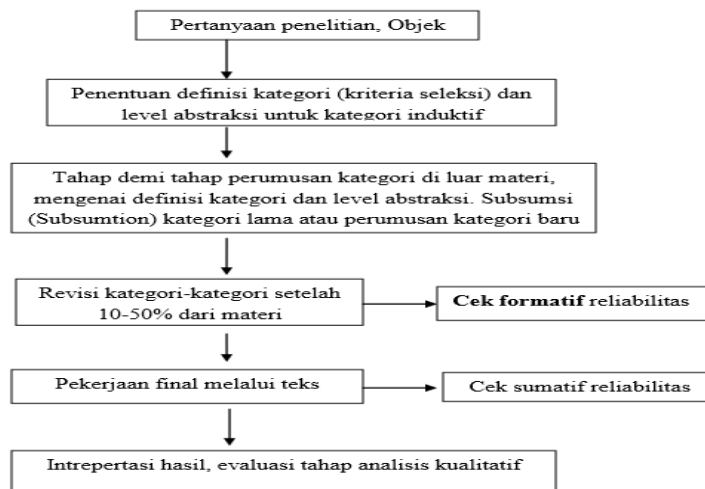 Pertanyaan penelitian, Objek
Penentuan definisi kategori (kriteria seleksi) dan
level abstraksi untuk kategori induktif
Tahap demi tahap perumusan kategori di luar materi,
mengenai definisi kategori dan level abstraksi. Subsumsi
(Subsumtion) kategori lama atau perumusan kategori baru
Revisi kategori-kategori setelah
10-50% dari materi
Cek formatif reliabilitas
Pekerjaan final melalui teks
Cek sumatif reliabilitas
Intrepertasi hasil, evaluasi tahap analisis kualitatif